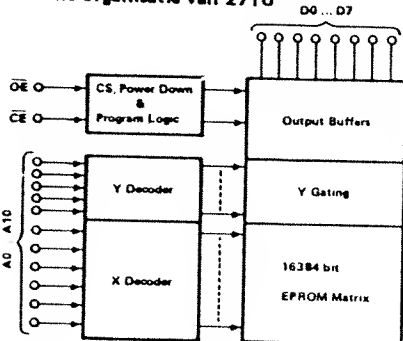 organisatie van 2716
D0 ... D7
OE
CE
CS, Power Down
&
Program Logic
Output Buffers
A0 A10
Y Decoder
Y Gating
X Decoder
16384 bit
EPROM Matrix